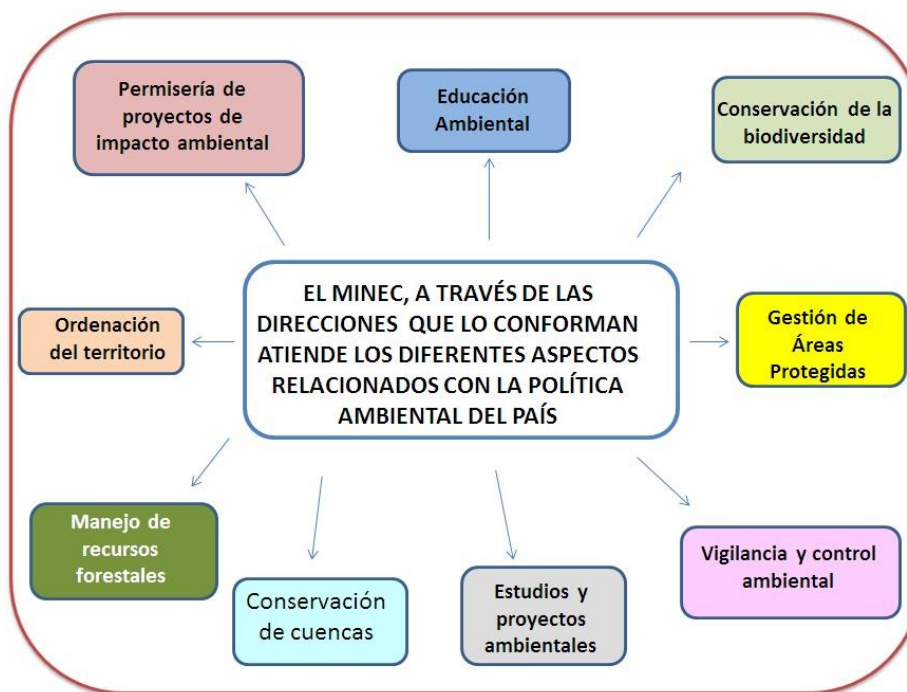 Permisería de
proyectos de
impacto ambiental
Educación
Ambiental
Conservación de la
biodiversidad
EL MINEC, A TRAVÉS DE LAS
DIRECCIONES QUE LO CONFORMAN
ATIENDE LOS DIFERENTES ASPECTOS
RELACIONADOS CON LA POLÍTICA
AMBIENTAL DEL PAÍS
Ordenación
del territorio
Gestión de
Áreas
Protegidas
Manejo de
recursos
forestales
Conservación
de cuencas
Estudios y
proyectos
ambientales
Vigilancia y control
ambiental